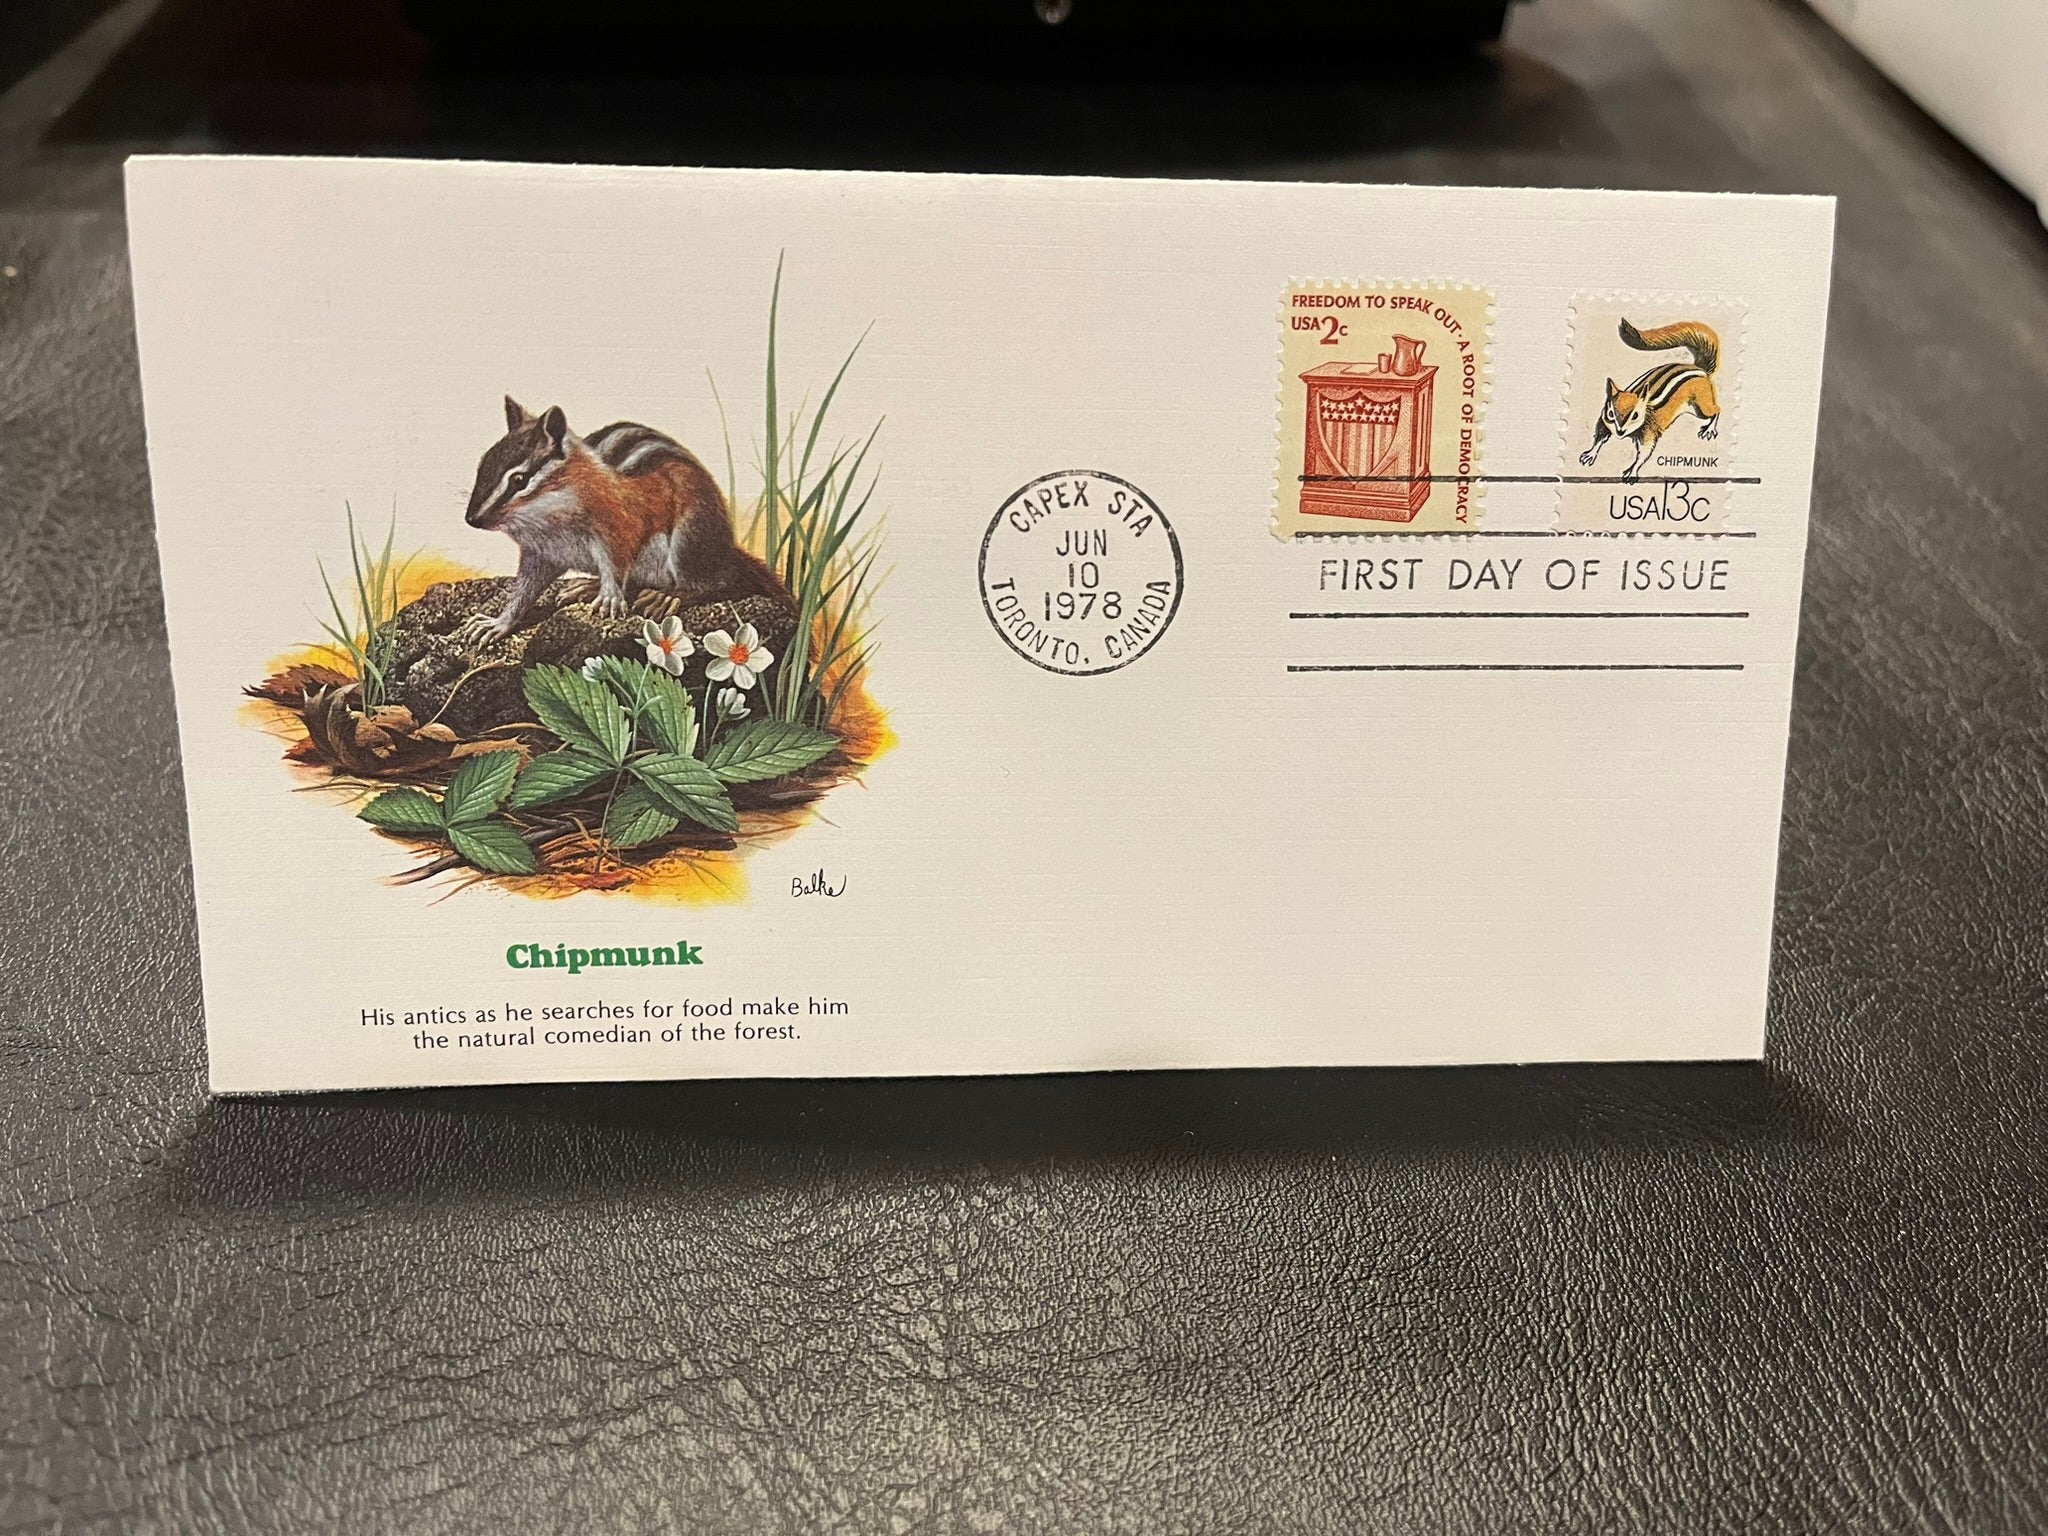 FREEDOM TO SPEAK OUT · A ROOT OF DEMOCRACY
USA 2c
CHIPMUNK
USA 13c
CAPEX STA
JUN
10
1978
TORONTO, CANADA
FIRST DAY OF ISSUE
Balke
Chipmunk
His antics as he searches for food make him
the natural comedian of the forest.